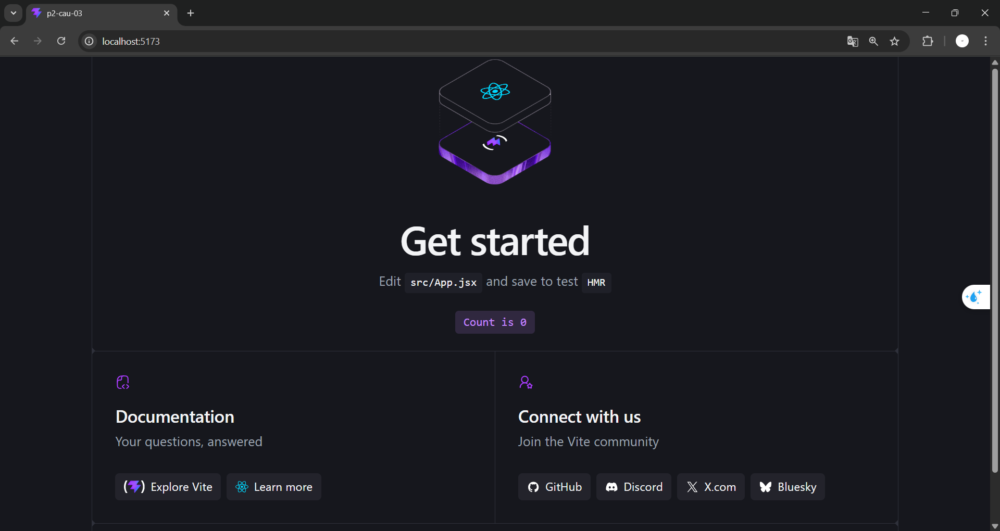 p2-cau-03
localhost:5173
Get started
Edit src/App.jsx and save to test HMR
Count is 0
Documentation
Your questions, answered
Explore Vite
Learn more
Connect with us
Join the Vite community
GitHub
Discord
X.com
Bluesky